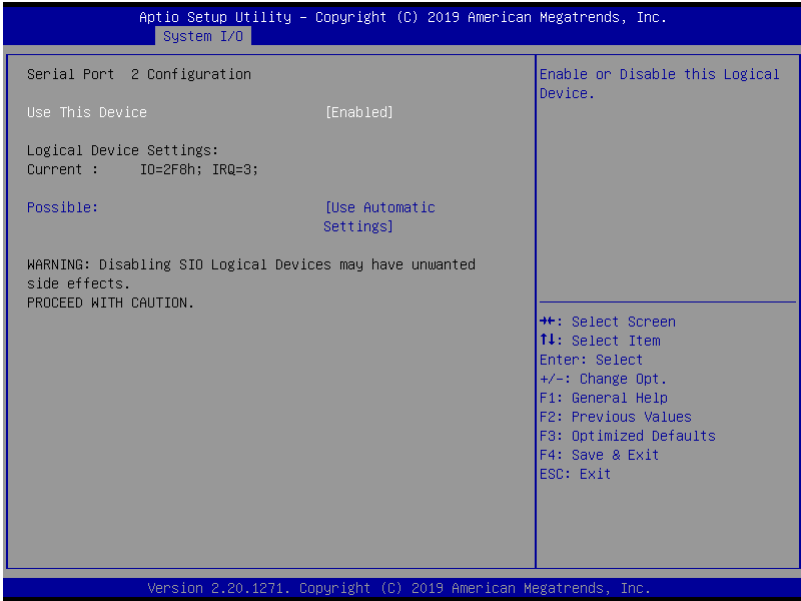 Aptio Setup Utility – Copyright (C) 2019 American Megatrends, Inc.
System I/O
Serial Port  2 Configuration
Use This Device [Enabled]
Logical Device Settings:
Current :     IO=2F8h; IRQ=3;
Possible: [Use Automatic
Settings]
WARNING: Disabling SIO Logical Devices may have unwanted
side effects.
PROCEED WITH CAUTION.
Enable or Disable this Logical
Device.
→←: Select Screen
↑↓: Select Item
Enter: Select
+/-: Change Opt.
F1: General Help
F2: Previous Values
F3: Optimized Defaults
F4: Save & Exit
ESC: Exit
Version 2.20.1271. Copyright (C) 2019 American Megatrends, Inc.